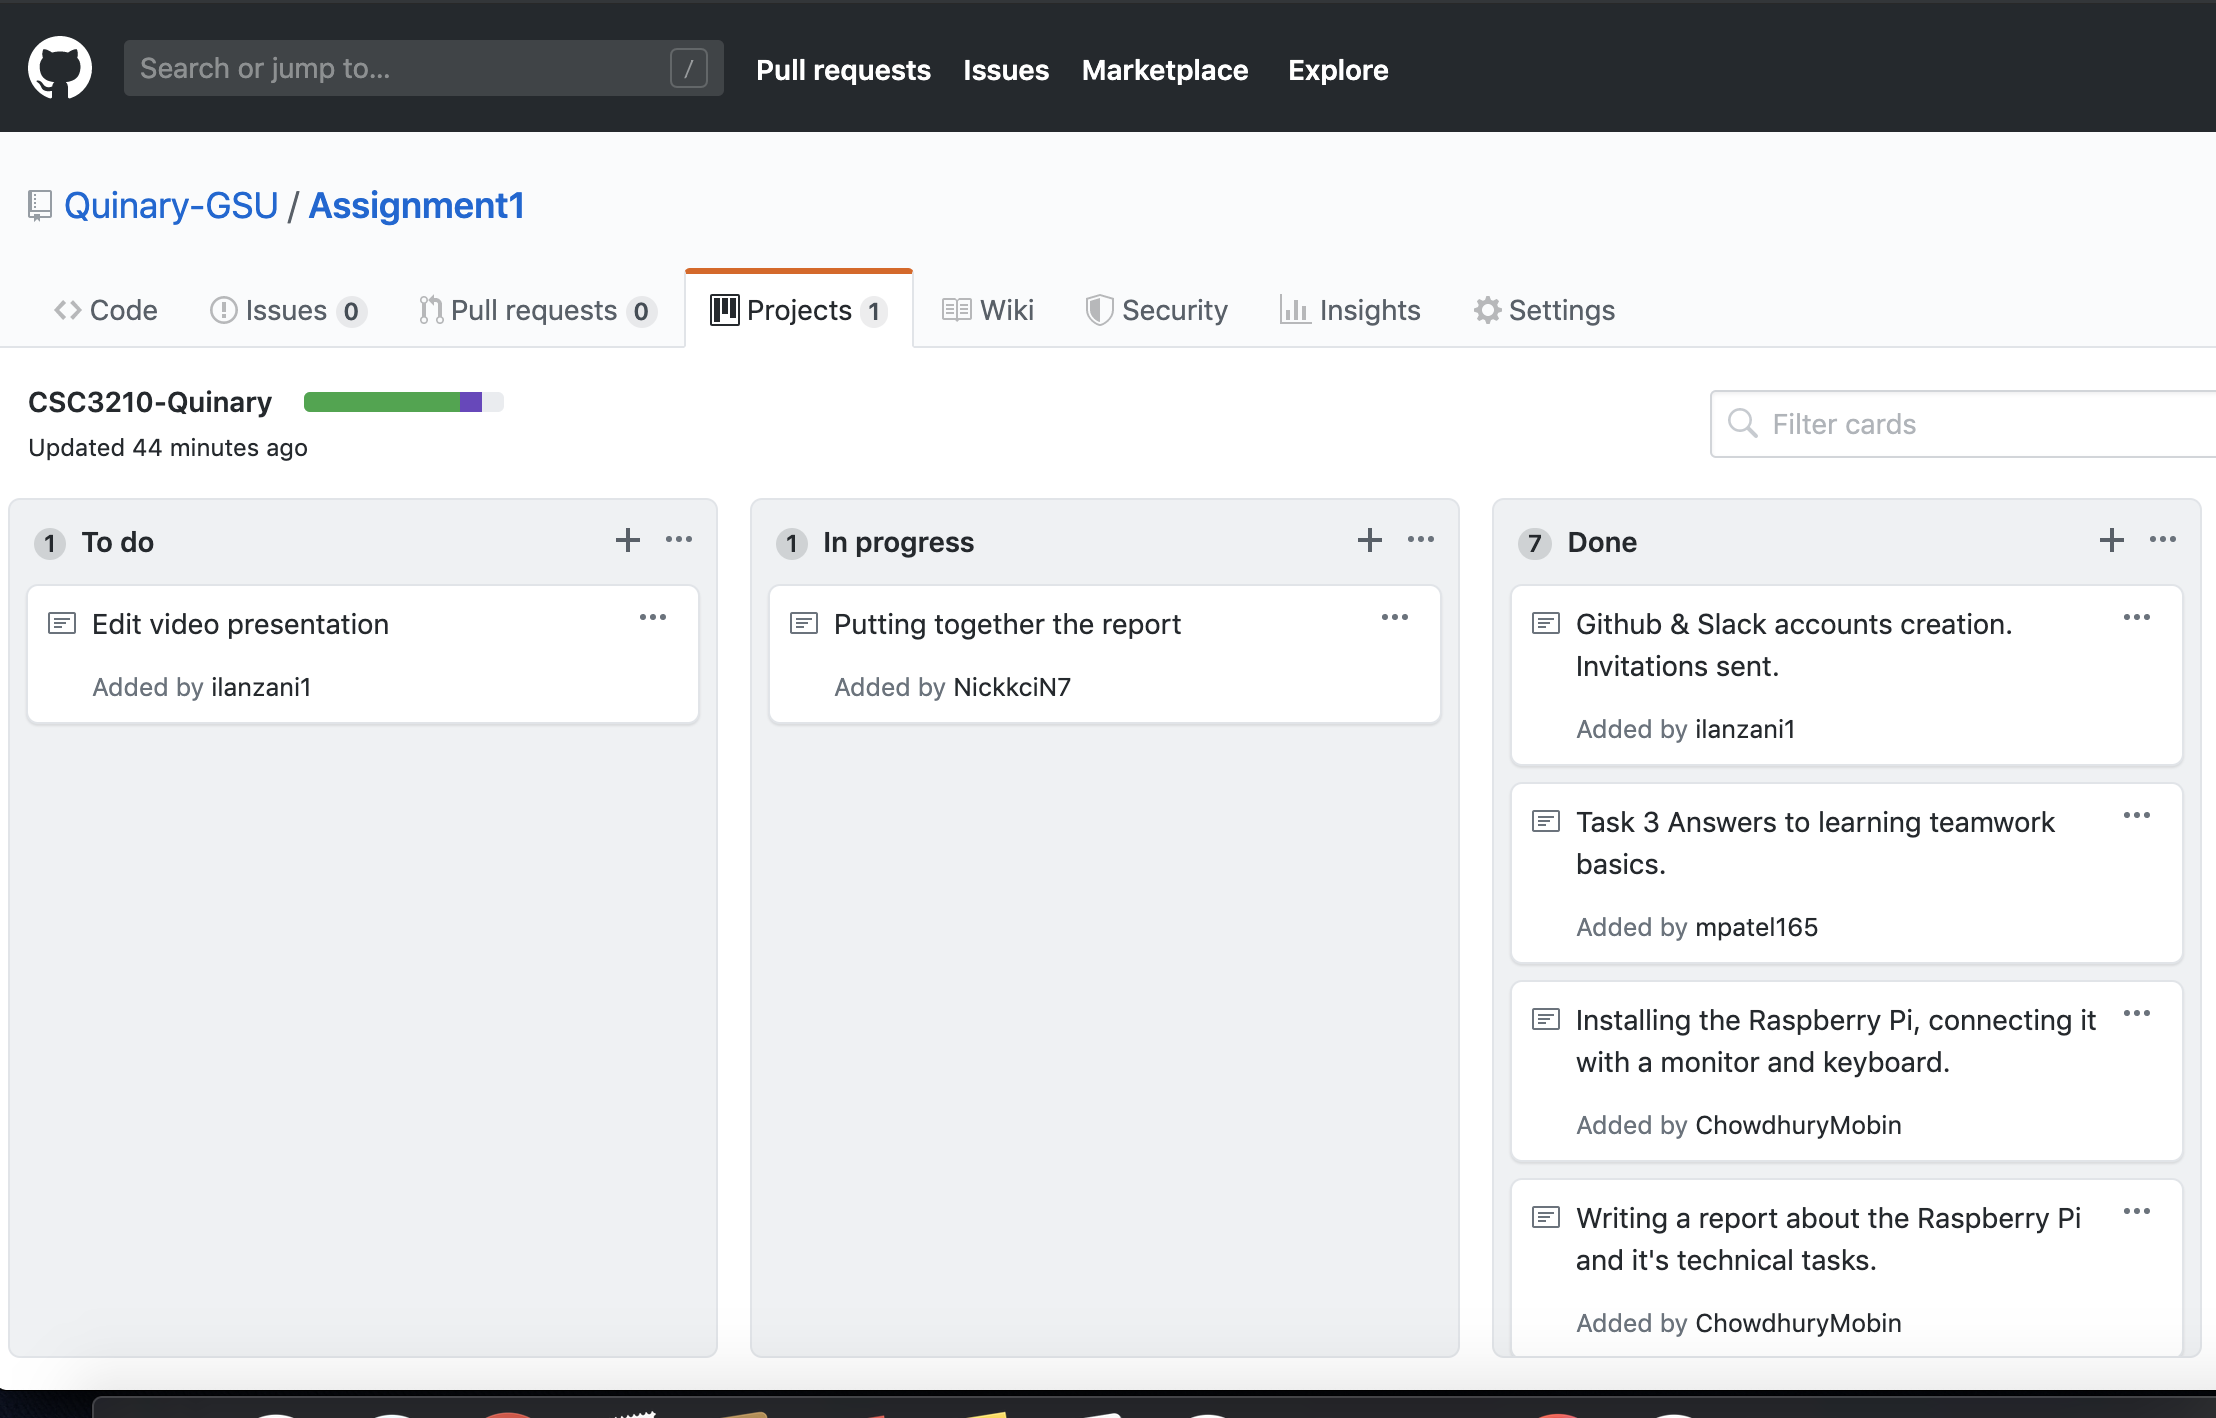 Search or jump to...
/
Pull requests
Issues
Marketplace
Explore
Quinary-GSU / Assignment1
Code
Issues 0
Pull requests 0
Projects 1
Wiki
Security
Insights
Settings
CSC3210-Quinary
Updated 44 minutes ago
Filter cards
1 To do
Edit video presentation
Added by ilanzani1
1 In progress
Putting together the report
Added by NickkciN7
7 Done
Github & Slack accounts creation.
Invitations sent.
Added by ilanzani1
Task 3 Answers to learning teamwork
basics.
Added by mpatel165
Installing the Raspberry Pi, connecting it
with a monitor and keyboard.
Added by ChowdhuryMobin
Writing a report about the Raspberry Pi
and it's technical tasks.
Added by ChowdhuryMobin